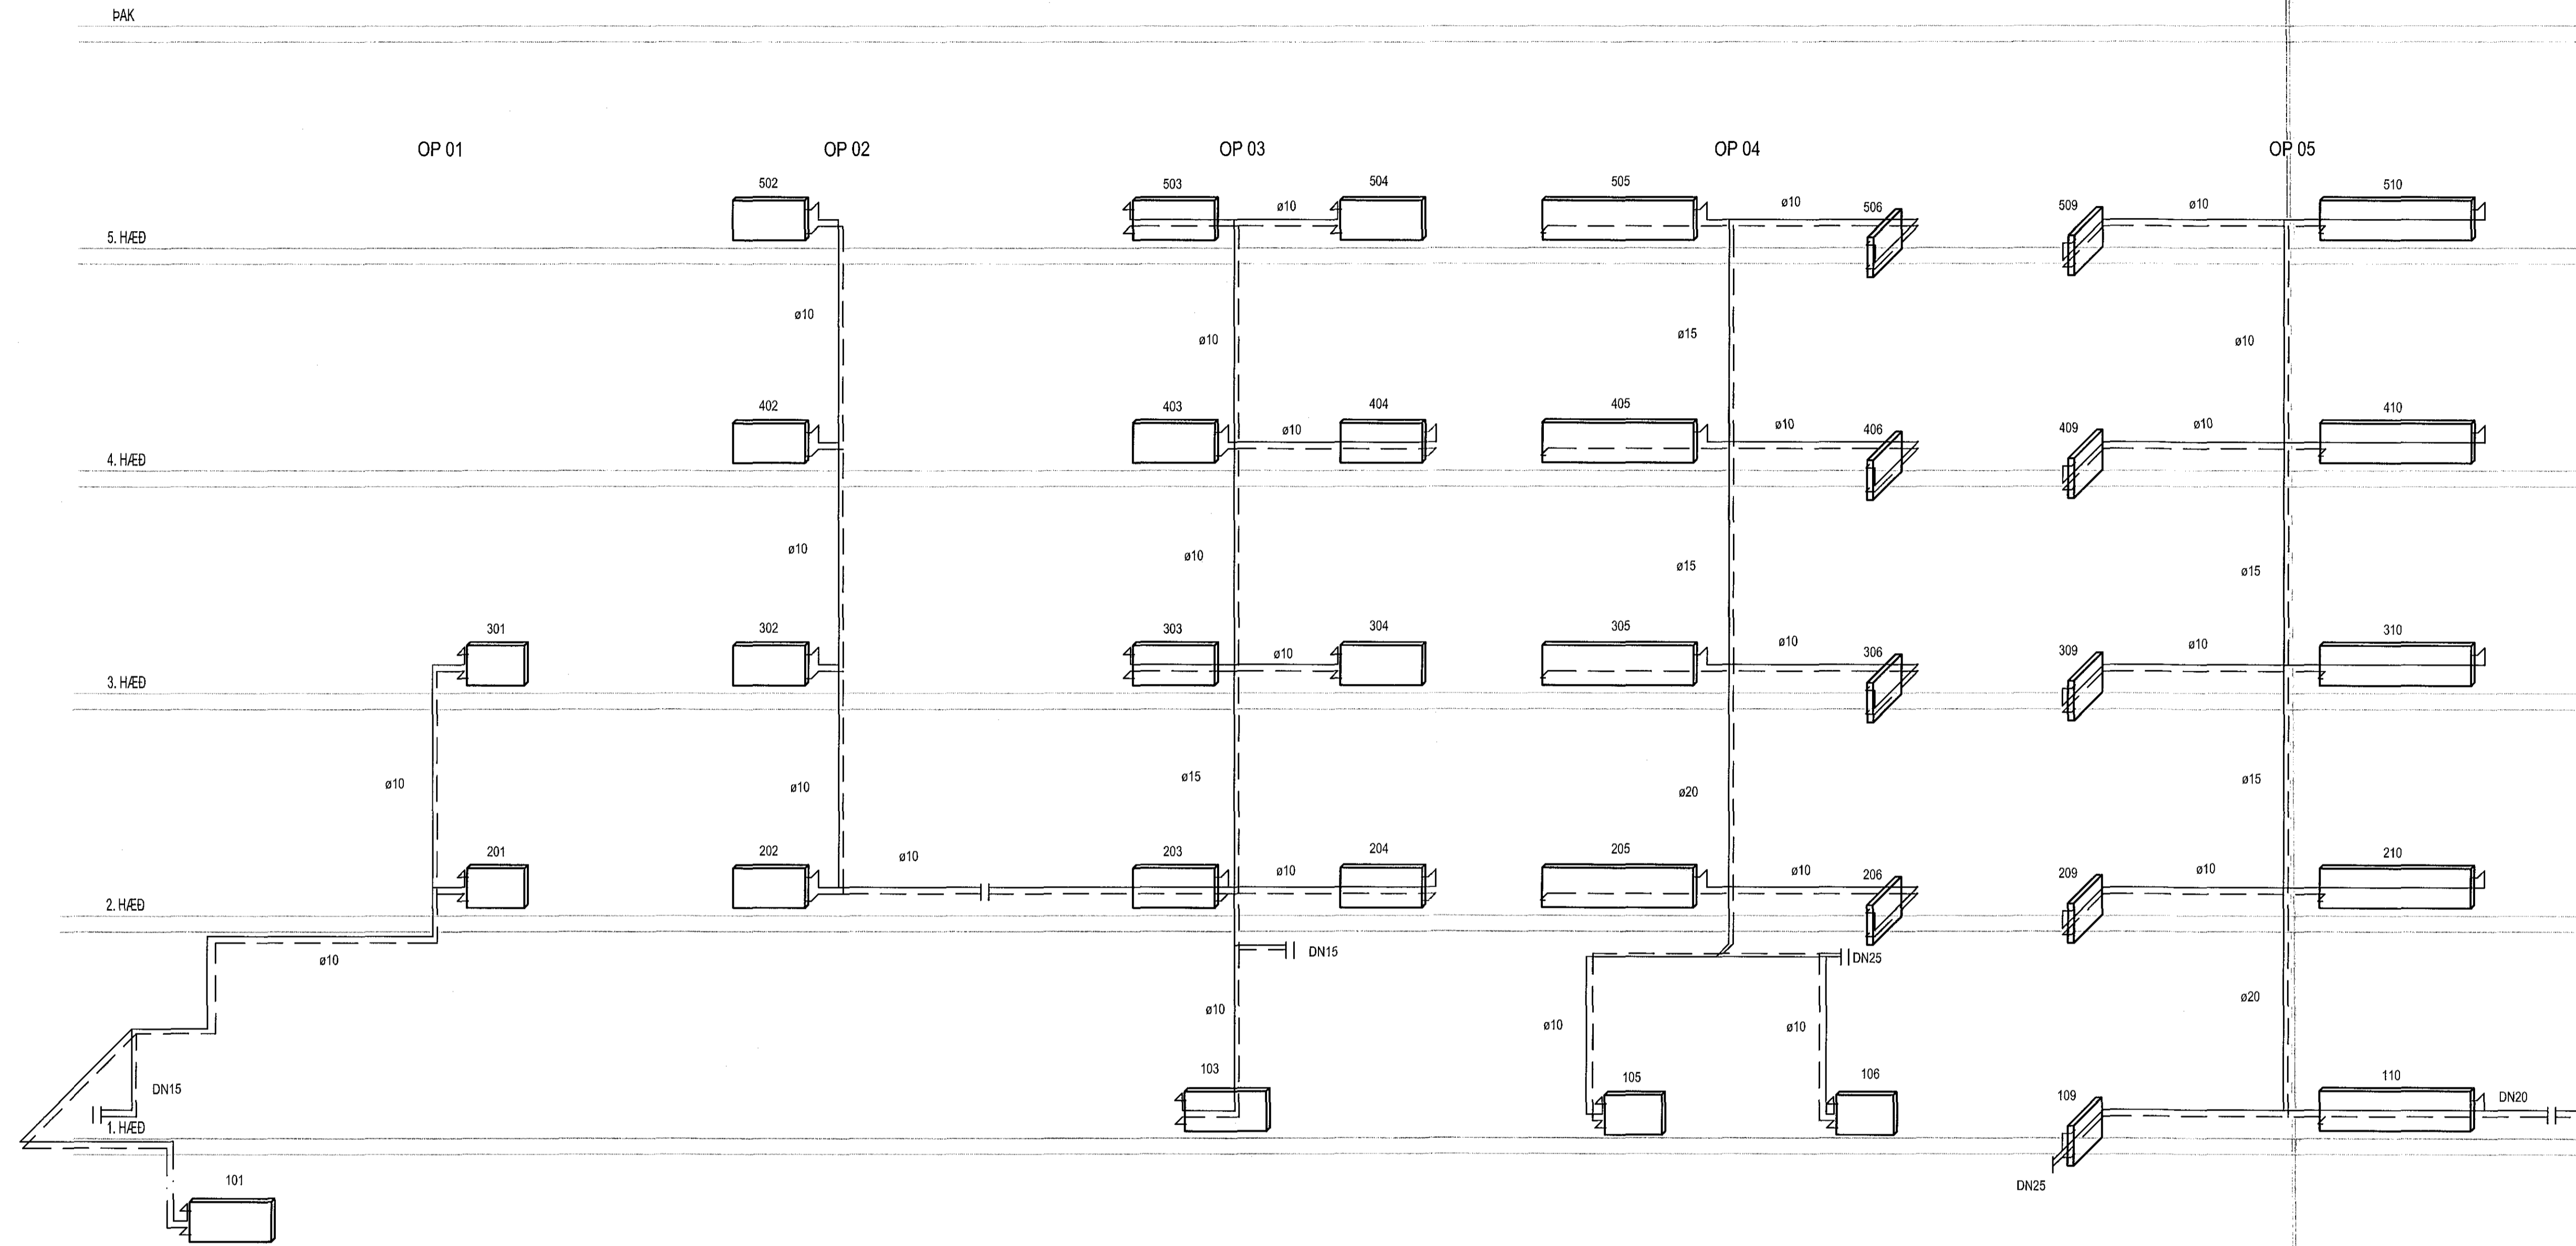 ÞAK
OP 01 OP 02 OP 03 OP 04 OP 05
502 503 504 505 506 509 510
ø10 ø10 ø10
5. HÆÐ
ø10 ø10 ø15 ø10
402 403 404 405 406 409 410
ø10 ø10 ø10
4. HÆÐ
ø10 ø10 ø15 ø15
301 302 303 304 305 306 309 310
ø10 ø10 ø10
3. HÆÐ
ø10 ø10 ø15 ø20 ø15
201 202 203 204 205 206 209 210
ø10 ø10 ø10 ø10
2. HÆÐ
ø10 DN15 DN25
ø10 ø10 ø10 ø20
DN15 103 105 106 109 110 DN20
1. HÆÐ
101 DN25